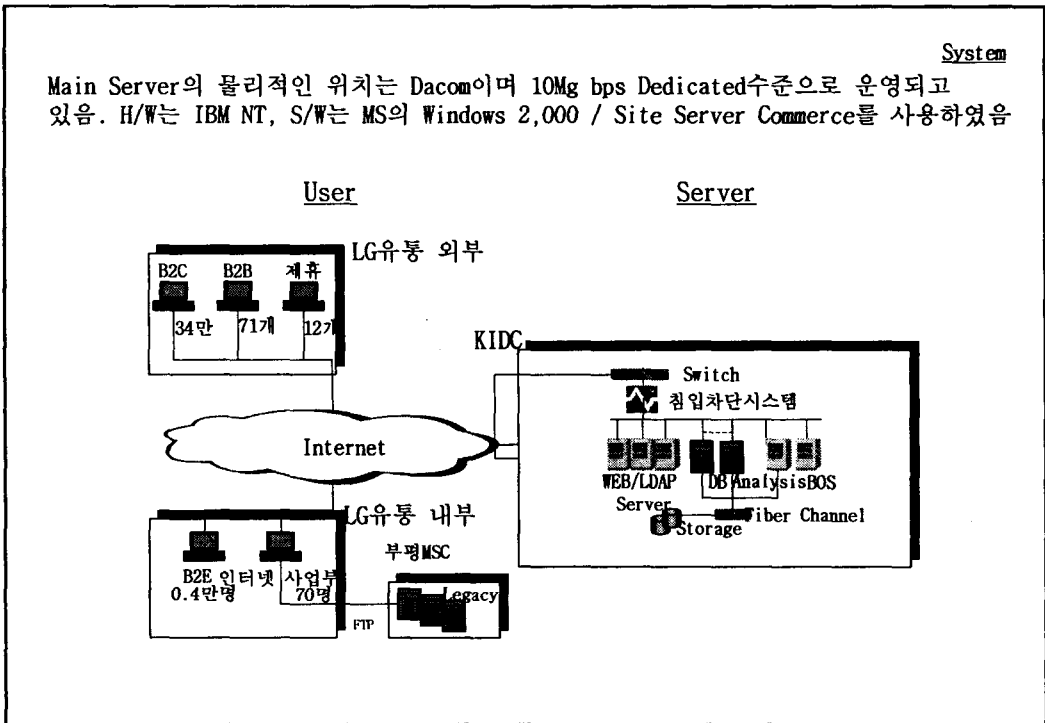 System
Main Server의 물리적인 위치는 Dacom이며 10Mg bps Dedicated수준으로 운영되고
있음. H/W는 IBM NT, S/W는 MS의 Windows 2,000 / Site Server Commerce를 사용하였음
User
Server
LG유통 외부
B2C B2B 제휴
34만 71개 12개
KIDC
Switch
침입차단시스템
Internet
WEB/LDAP
Server
DB Analysis BOS
Fiber Channel
Storage
LG유통 내부
부평MSC
B2E 인터넷 사업부
0.4만명 70명
Legacy
FTP